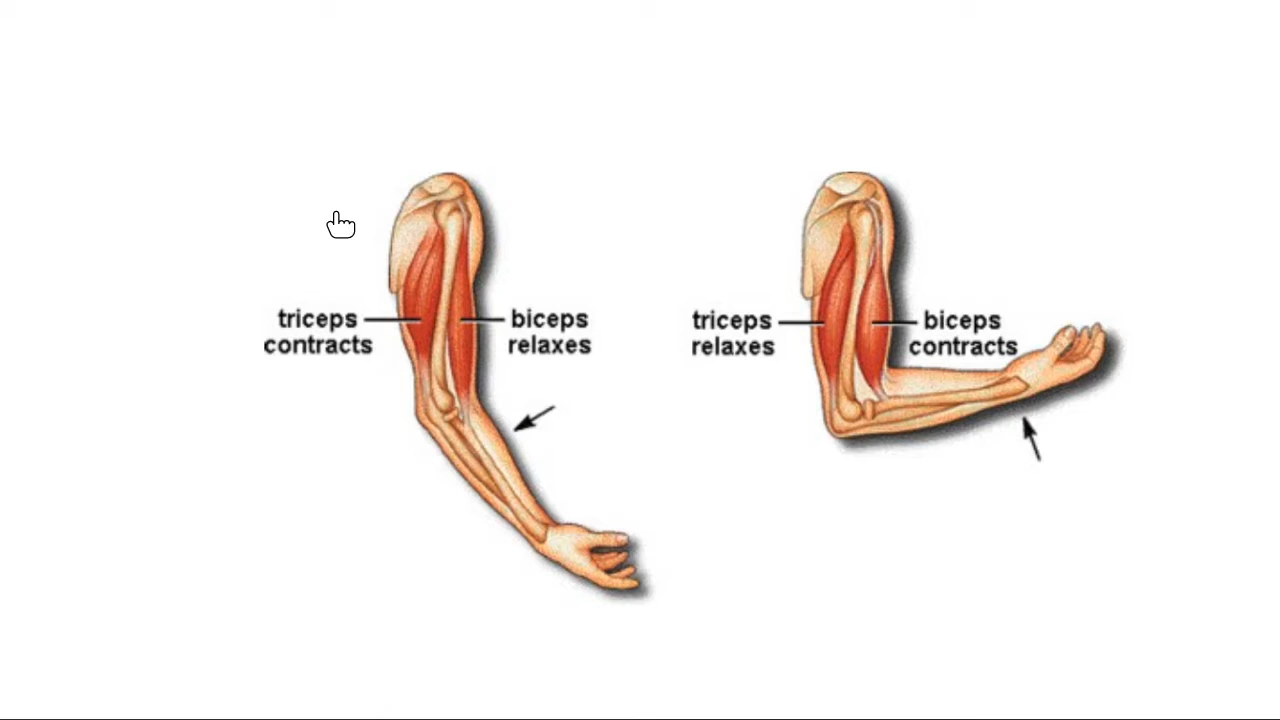 triceps
contracts
biceps
relaxes
triceps
relaxes
biceps
contracts